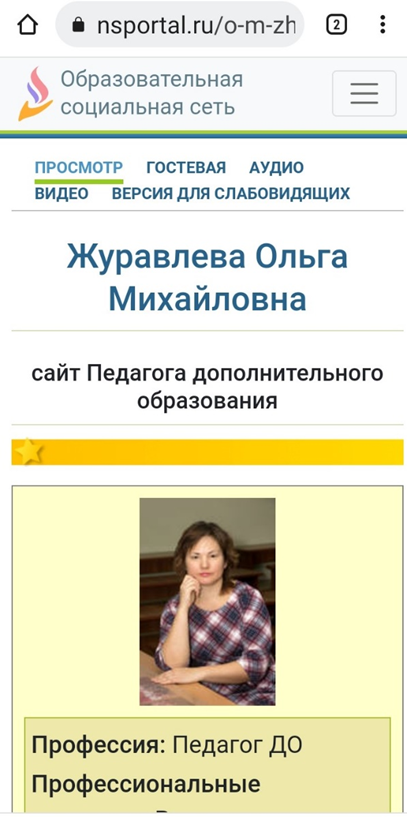 nsportal.ru/o-m-zh
2
Образовательная
социальная сеть
ПРОСМОТР ГОСТЕВАЯ АУДИО
ВИДЕО ВЕРСИЯ ДЛЯ СЛАБОВИДЯЩИХ
Журавлева Ольга
Михайловна
сайт Педагога дополнительного
образования
Профессия: Педагог ДО
Профессиональные